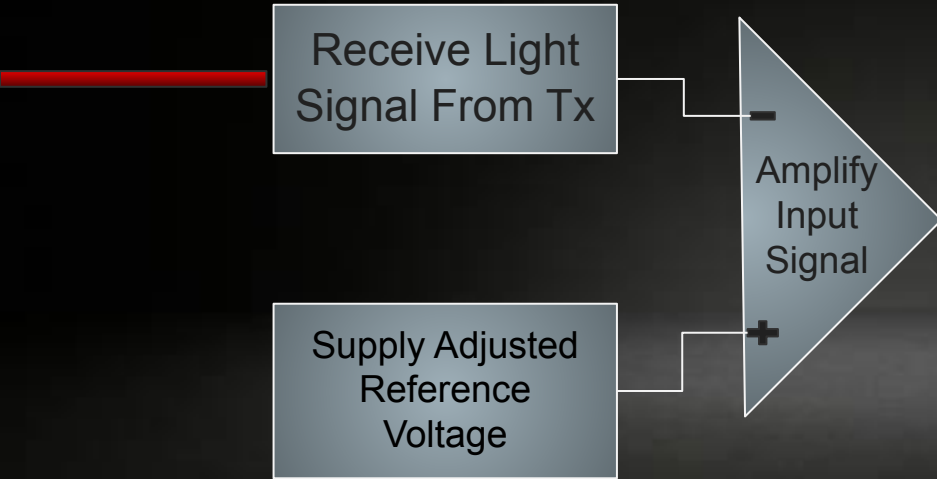 Receive Light
Signal From Tx
-
Amplify
Input
Signal
+
Supply Adjusted
Reference
Voltage